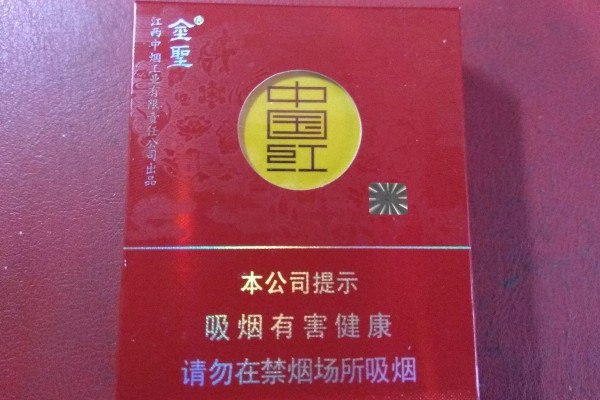 金聖®
江西中烟工业有限责任公司出品
中国红
本公司提示
吸烟有害健康
请勿在禁烟场所吸烟